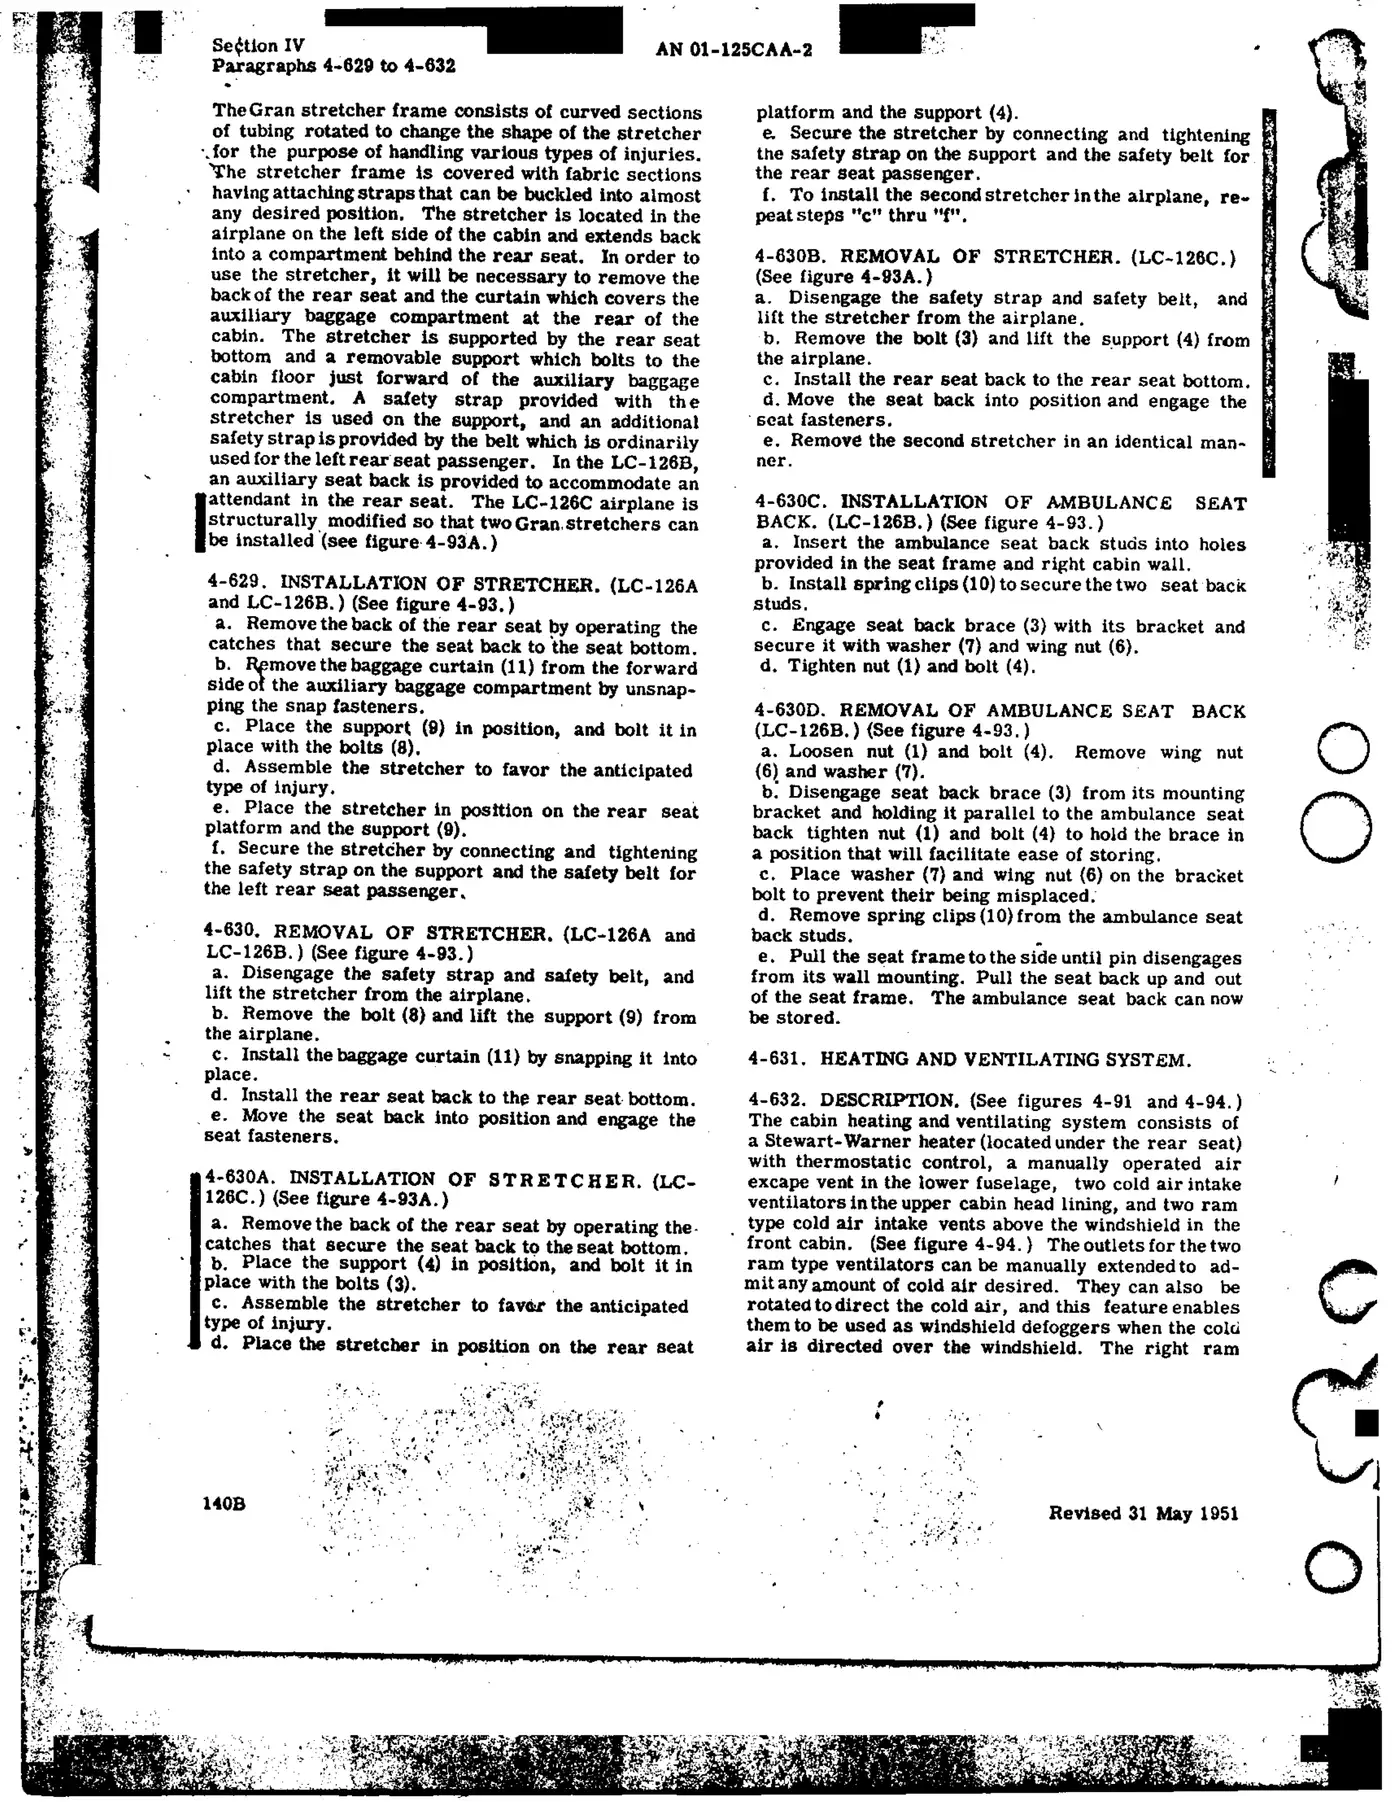 Section IV
Paragraphs 4-629 to 4-632
AN 01-125CAA-2
The Gran stretcher frame consists of curved sections
of tubing rotated to change the shape of the stretcher
for the purpose of handling various types of injuries.
The stretcher frame is covered with fabric sections
having attaching straps that can be buckled into almost
any desired position. The stretcher is located in the
airplane on the left side of the cabin and extends back
into a compartment behind the rear seat. In order to
use the stretcher, it will be necessary to remove the
back of the rear seat and the curtain which covers the
auxiliary baggage compartment at the rear of the
cabin. The stretcher is supported by the rear seat
bottom and a removable support which bolts to the
cabin floor just forward of the auxiliary baggage
compartment. A safety strap provided with the
stretcher is used on the support, and an additional
safety strap is provided by the belt which is ordinarily
used for the left rear seat passenger. In the LC-126B,
an auxiliary seat back is provided to accommodate an
attendant in the rear seat. The LC-126C airplane is
structurally modified so that two Gran stretchers can
be installed (see figure 4-93A.)
4-629. INSTALLATION OF STRETCHER. (LC-126A
and LC-126B.) (See figure 4-93.)
a. Remove the back of the rear seat by operating the
catches that secure the seat back to the seat bottom.
b. Remove the baggage curtain (11) from the forward
side of the auxiliary baggage compartment by unsnap-
ping the snap fasteners.
c. Place the support (9) in position, and bolt it in
place with the bolts (8).
d. Assemble the stretcher to favor the anticipated
type of injury.
e. Place the stretcher in position on the rear seat
platform and the support (9).
f. Secure the stretcher by connecting and tightening
the safety strap on the support and the safety belt for
the left rear seat passenger.
4-630. REMOVAL OF STRETCHER. (LC-126A and
LC-126B.) (See figure 4-93.)
a. Disengage the safety strap and safety belt, and
lift the stretcher from the airplane.
b. Remove the bolt (8) and lift the support (9) from
the airplane.
c. Install the baggage curtain (11) by snapping it into
place.
d. Install the rear seat back to the rear seat bottom.
e. Move the seat back into position and engage the
seat fasteners.
4-630A. INSTALLATION OF STRETCHER. (LC-
126C.) (See figure 4-93A.)
a. Remove the back of the rear seat by operating the
catches that secure the seat back to the seat bottom.
b. Place the support (4) in position, and bolt it in
place with the bolts (3).
c. Assemble the stretcher to favor the anticipated
type of injury.
d. Place the stretcher in position on the rear seat
platform and the support (4).
e. Secure the stretcher by connecting and tightening
the safety strap on the support and the safety belt for
the rear seat passenger.
f. To install the second stretcher in the airplane, re-
peat steps "c" thru "f".
4-630B. REMOVAL OF STRETCHER. (LC-126C.)
(See figure 4-93A.)
a. Disengage the safety strap and safety belt, and
lift the stretcher from the airplane.
b. Remove the bolt (3) and lift the support (4) from
the airplane.
c. Install the rear seat back to the rear seat bottom.
d. Move the seat back into position and engage the
seat fasteners.
e. Remove the second stretcher in an identical man-
ner.
4-630C. INSTALLATION OF AMBULANCE SEAT
BACK. (LC-126B.) (See figure 4-93.)
a. Insert the ambulance seat back studs into holes
provided in the seat frame and right cabin wall.
b. Install spring clips (10) to secure the two seat back
studs.
c. Engage seat back brace (3) with its bracket and
secure it with washer (7) and wing nut (6).
d. Tighten nut (1) and bolt (4).
4-630D. REMOVAL OF AMBULANCE SEAT BACK
(LC-126B.) (See figure 4-93.)
a. Loosen nut (1) and bolt (4). Remove wing nut
(6) and washer (7).
b. Disengage seat back brace (3) from its mounting
bracket and holding it parallel to the ambulance seat
back tighten nut (1) and bolt (4) to hold the brace in
a position that will facilitate ease of storing.
c. Place washer (7) and wing nut (6) on the bracket
bolt to prevent their being misplaced.
d. Remove spring clips (10) from the ambulance seat
back studs.
e. Pull the seat frame to the side until pin disengages
from its wall mounting. Pull the seat back up and out
of the seat frame. The ambulance seat back can now
be stored.
4-631. HEATING AND VENTILATING SYSTEM.
4-632. DESCRIPTION. (See figures 4-91 and 4-94.)
The cabin heating and ventilating system consists of
a Stewart-Warner heater (located under the rear seat)
with thermostatic control, a manually operated air
excape vent in the lower fuselage, two cold air intake
ventilators in the upper cabin head lining, and two ram
type cold air intake vents above the windshield in the
front cabin. (See figure 4-94.) The outlets for the two
ram type ventilators can be manually extended to ad-
mit any amount of cold air desired. They can also be
rotated to direct the cold air, and this feature enables
them to be used as windshield defoggers when the cold
air is directed over the windshield. The right ram
140B
Revised 31 May 1951